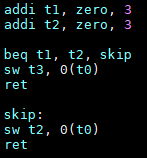 addi t1, zero, 3
addi t2, zero, 3
beq t1, t2, skip
sw t3, 0(t0)
ret
skip:
sw t2, 0(t0)
ret